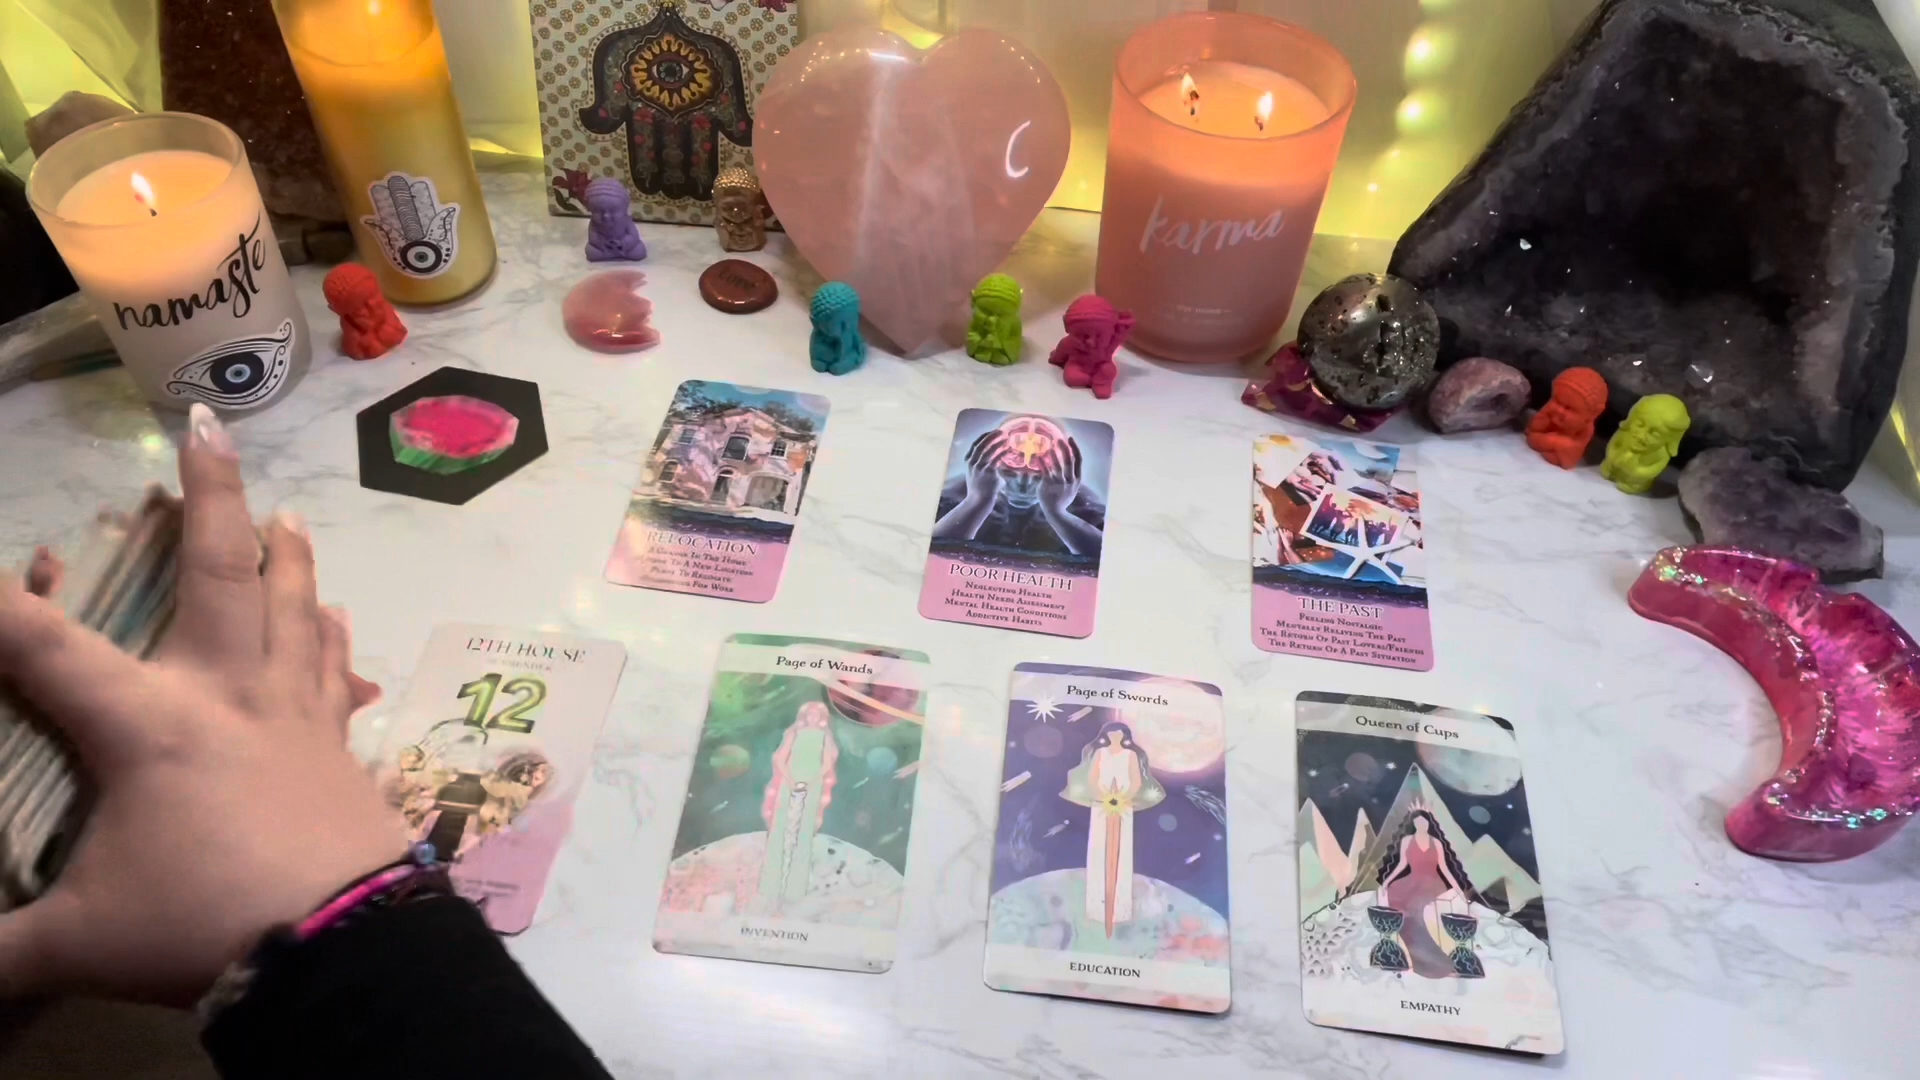 namaste
karma
Love
RELOCATION
A Change In The Home
To A New Location
Plans To Relocate
For Work
POOR HEALTH
Neglecting Health
Health Needs Assessment
Mental Health Conditions
Addictive Habits
THE PAST
Feeling Nostalgic
Mentally Reliving The Past
The Return Of Past Lovers/Friends
The Return Of A Past Situation
12TH HOUSE
12
Page of Wands
INVENTION
Page of Swords
EDUCATION
Queen of Cups
EMPATHY